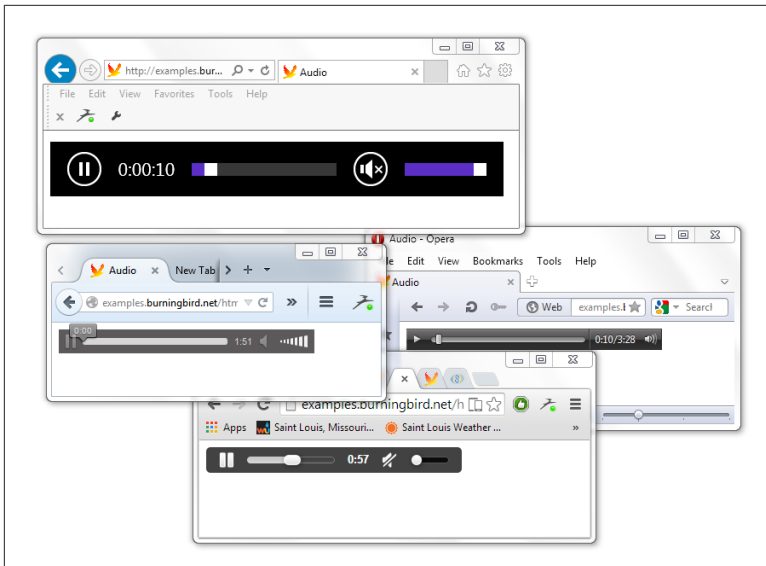 http://examples.bur...
Audio
File Edit View Favorites Tools Help
0:00:10
Audio - Opera
Edit View Bookmarks Tools Help
Audio
Web examples.
Searcl
0:10/3:28
Audio
New Tab
examples.burningbird.net/htm
0:00
1:51
examples.burningbird.net/h
Apps
Saint Louis, Missouri...
Saint Louis Weather ...
0:57